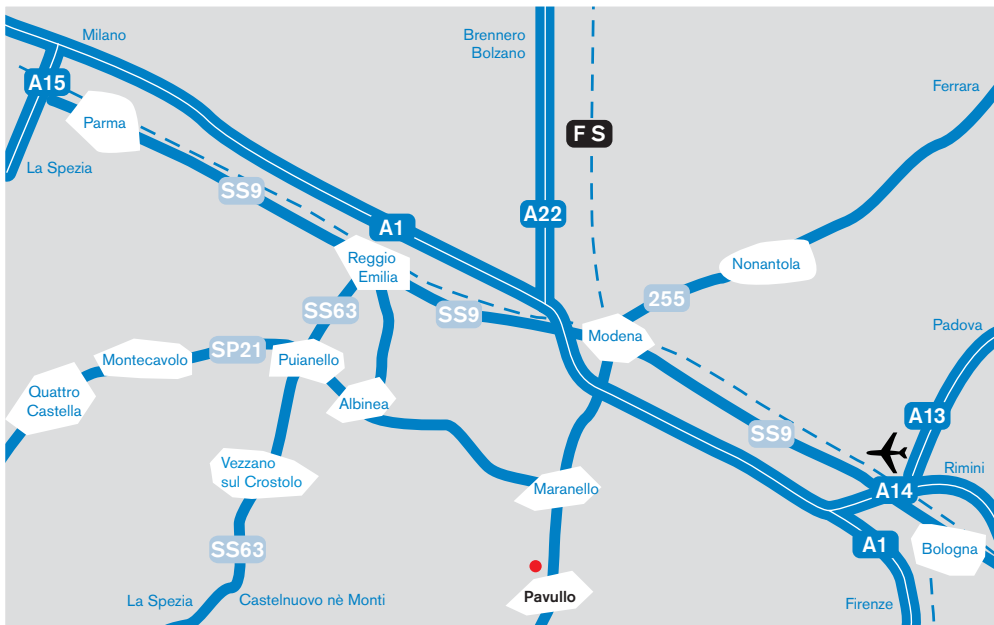 Milano
Brennero
Bolzano
A15
Ferrara
Parma
F S
La Spezia
SS9
A22
A1
Reggio
Emilia
Nonantola
255
SS63
SS9
Padova
Modena
SP21
Montecavolo
Puianello
Quattro
Castella
Albinea
A13
SS9
Vezzano
sul Crostolo
Rimini
Maranello
A14
SS63
A1
Bologna
La Spezia
Castelnuovo nè Monti
Pavullo
Firenze